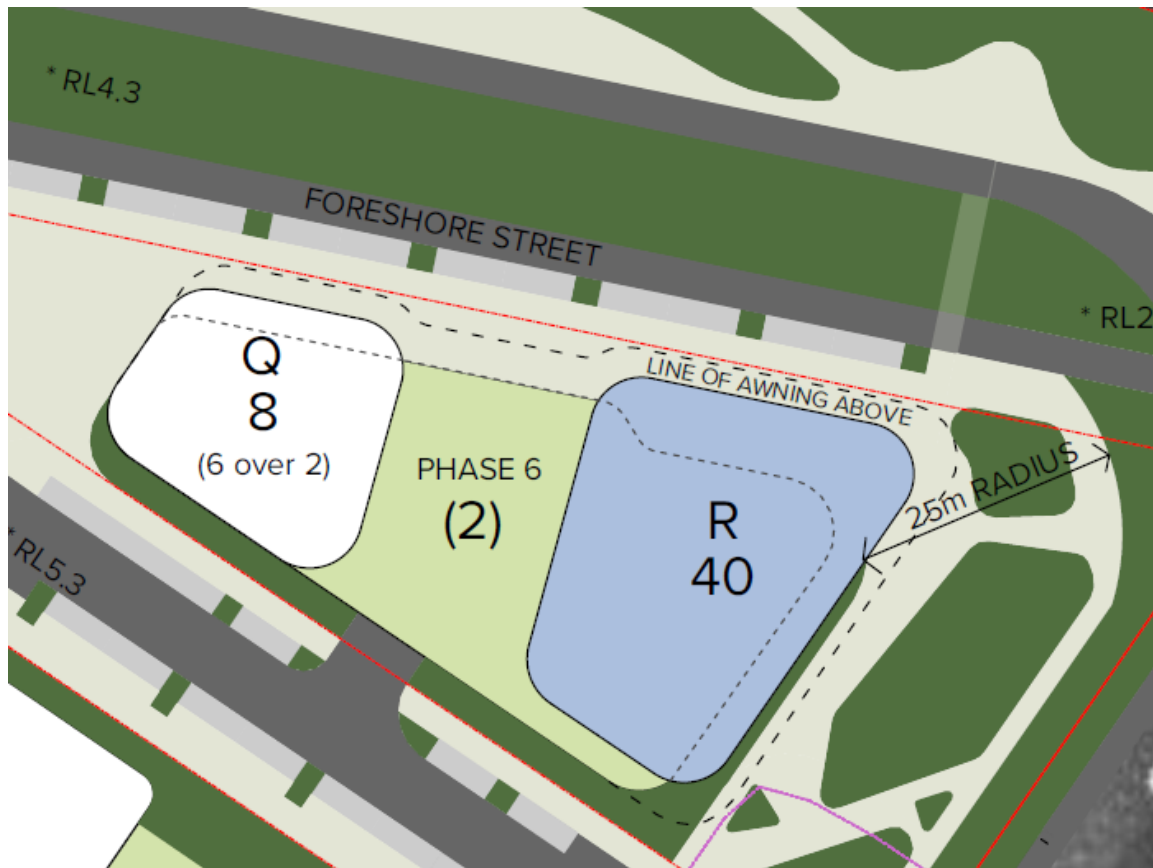 * RL4.3
FORESHORE STREET
* RL2
LINE OF AWNING ABOVE
Q
8
(6 over 2)
PHASE 6
(2)
25m RADIUS
R
40
* RL5.3